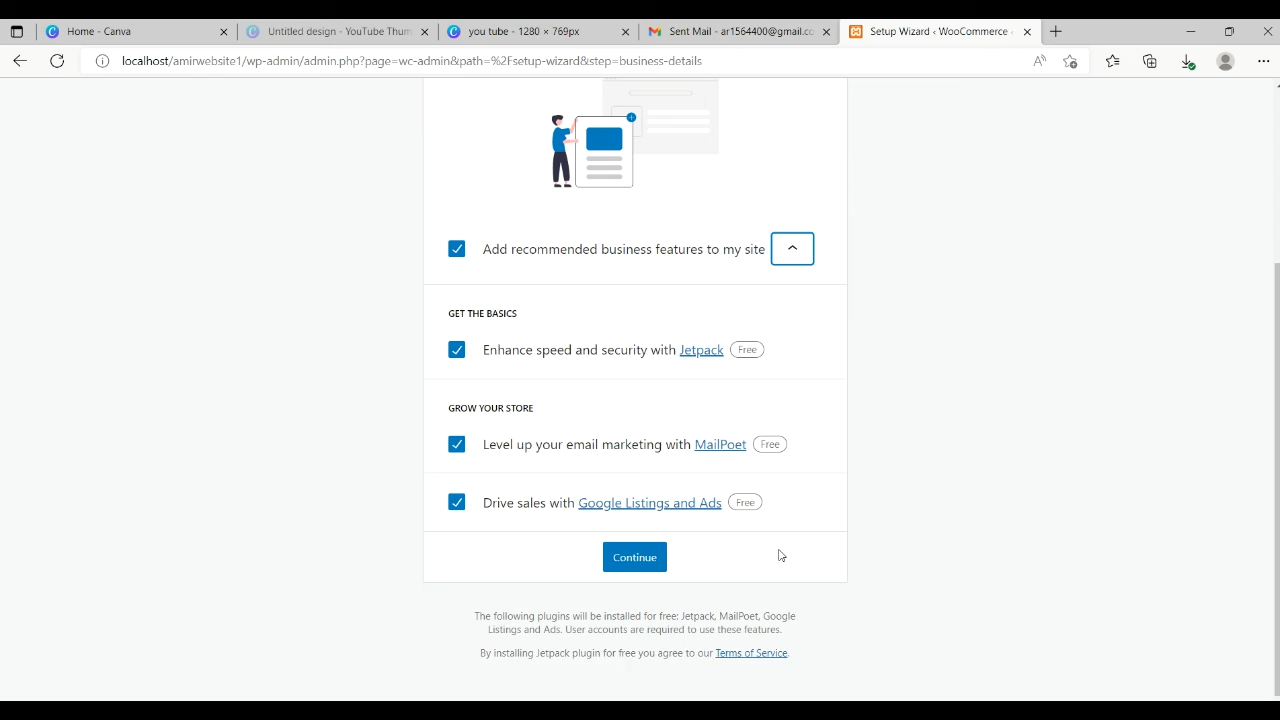 Home - Canva
Untitled design - YouTube Thum
you tube - 1280 × 769px
Sent Mail - ar1564400@gmail.co
Setup Wizard ‹ WooCommerce ‹
localhost/amirwebsite1/wp-admin/admin.php?page=wc-admin&path=%2Fsetup-wizard&step=business-details
Add recommended business features to my site
GET THE BASICS
Enhance speed and security with Jetpack Free
GROW YOUR STORE
Level up your email marketing with MailPoet Free
Drive sales with Google Listings and Ads Free
Continue
The following plugins will be installed for free: Jetpack, MailPoet, Google
Listings and Ads. User accounts are required to use these features.
By installing Jetpack plugin for free you agree to our Terms of Service.